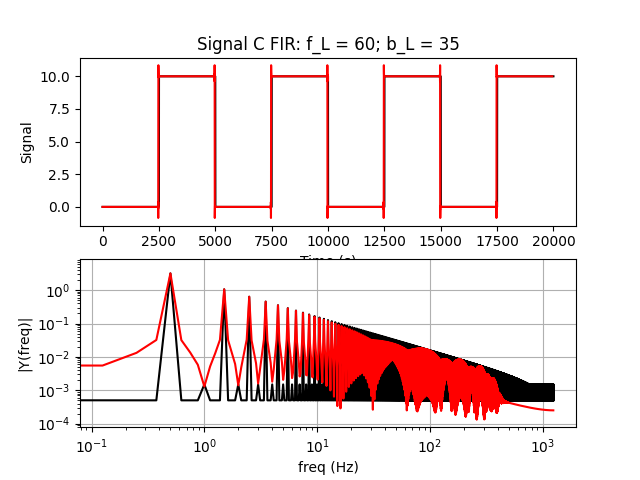 Signal C FIR: f_L = 60; b_L = 35
10.0
7.5
5.0
2.5
0.0
Signal
0 2500 5000 7500 10000 12500 15000 17500 20000
Time (s)
10⁰
10⁻¹
10⁻²
10⁻³
10⁻⁴
|Y(freq)|
10⁻¹ 10⁰ 10¹ 10² 10³
freq (Hz)